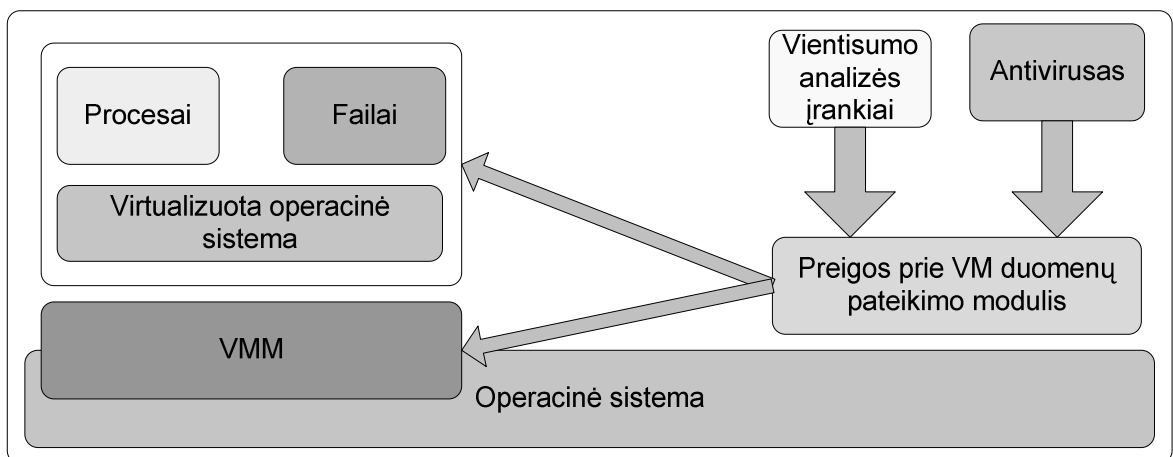 Procesai
Failai
Virtualizuota operacinė
sistema
VMM
Operacinė sistema
Vientisumo
analizės
įrankiai
Antivirusas
Preigos prie VM duomenų
pateikimo modulis